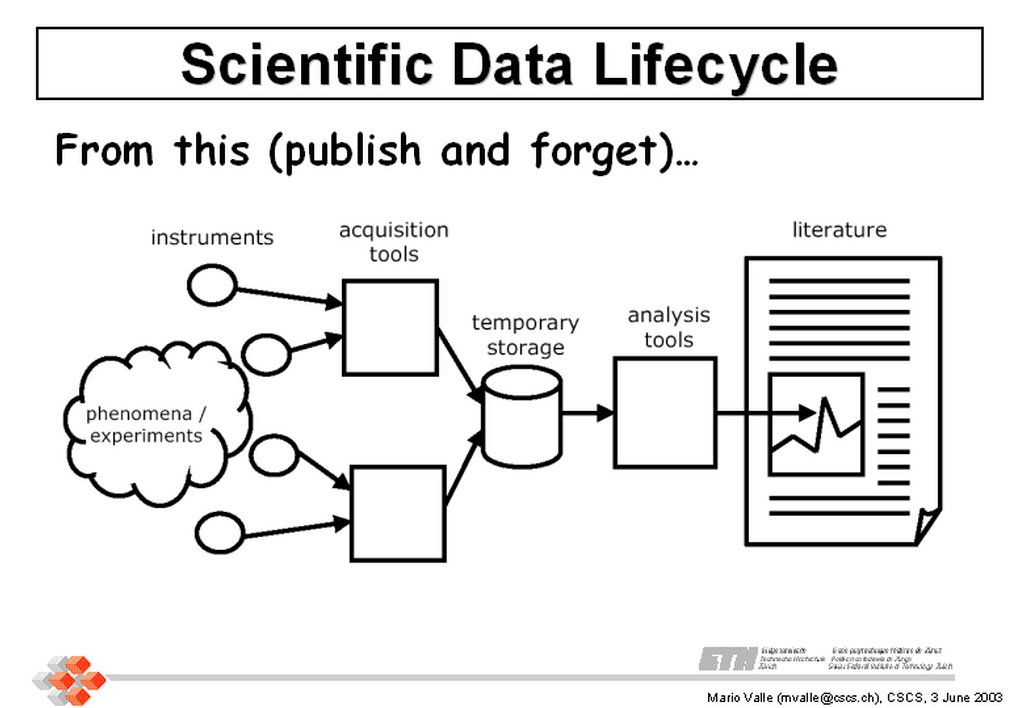 Scientific Data Lifecycle
From this (publish and forget)…
instruments
acquisition
tools
literature
temporary
storage
analysis
tools
phenomena /
experiments
ETH
Mario Valle (mvalle@cscs.ch), CSCS, 3 June 2003